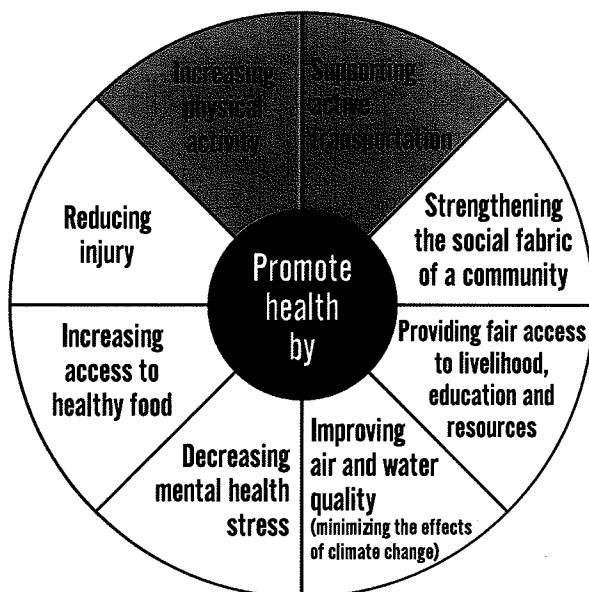 Promote
health
by
Increasing
physical
activity
Supporting
active
transportation
Strengthening
the social fabric
of a community
Providing fair access
to livelihood,
education and
resources
Improving
air and water
quality
(minimizing the effects
of climate change)
Decreasing
mental health
stress
Increasing
access to
healthy food
Reducing
injury